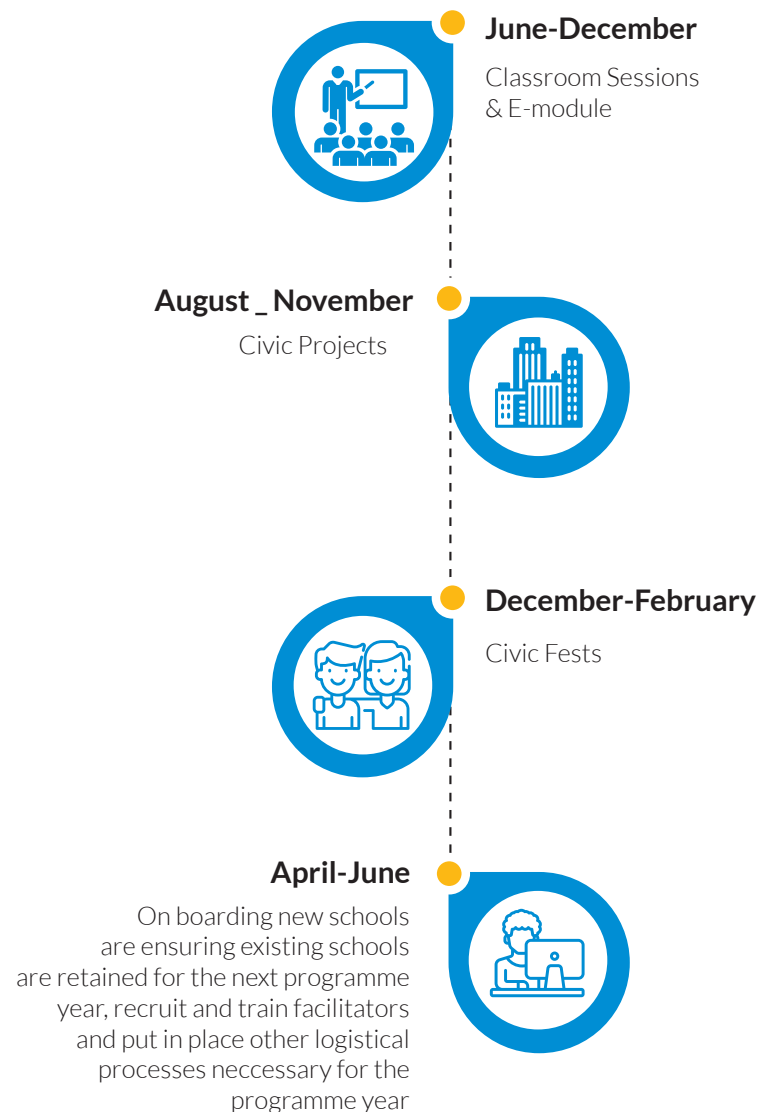 June-December
Classroom Sessions
& E-module
August _ November
Civic Projects
December-February
Civic Fests
April-June
On boarding new schools
are ensuring existing schools
are retained for the next programme
year, recruit and train facilitators
and put in place other logistical
processes neccessary for the
programme year